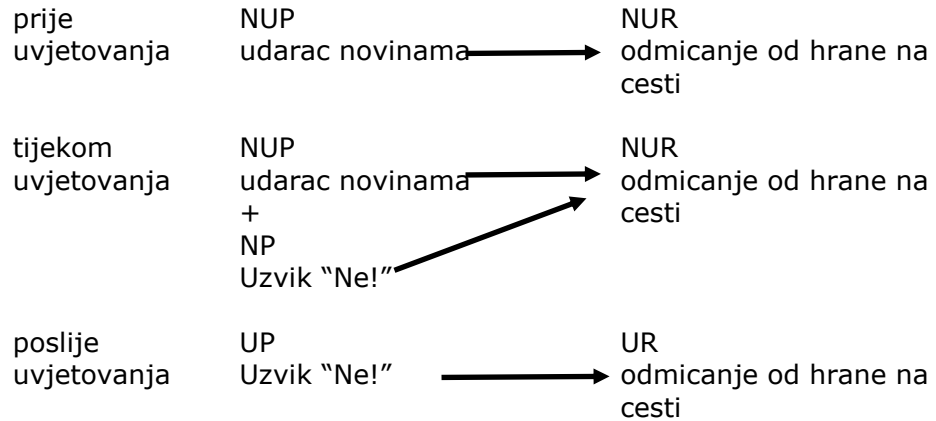 prije NUP NUR
uvjetovanja udarac novinama odmicanje od hrane na
cesti
tijekom NUP NUR
uvjetovanja udarac novinama odmicanje od hrane na
+ cesti
NP
Uzvik “Ne!”
poslije UP UR
uvjetovanja Uzvik “Ne!” odmicanje od hrane na
cesti